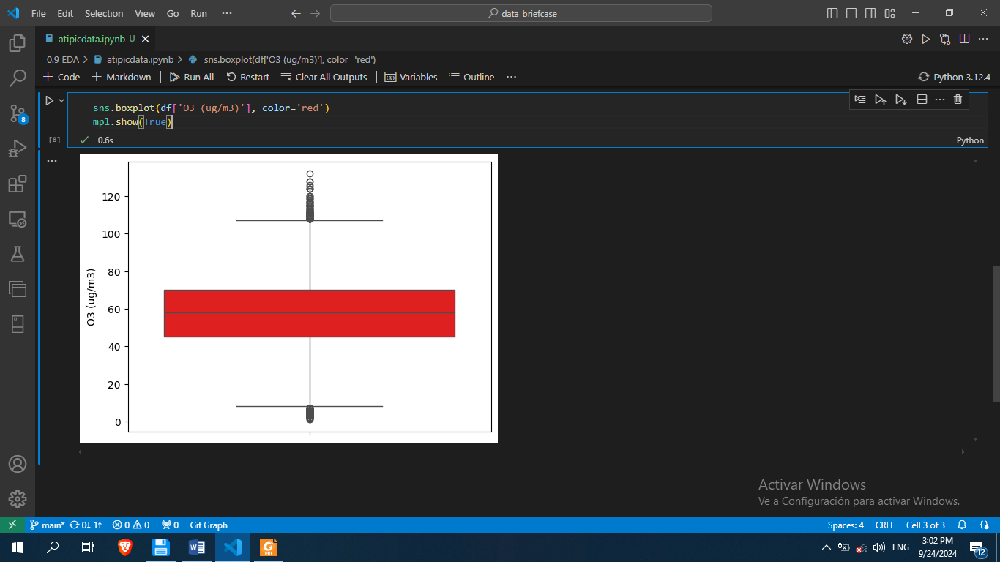 File Edit Selection View Go Run ··· data_briefcase
atipicdata.ipynb U
0.9 EDA > atipicdata.ipynb > sns.boxplot(df['O3 (ug/m3)'], color='red')
+ Code + Markdown Run All Restart Clear All Outputs Variables Outline ··· Python 3.12.4
sns.boxplot(df['O3 (ug/m3)'], color='red')
mpl.show(True)
[8] 0.6s Python
120
100
80
60
40
20
0
O3 (ug/m3)
8
Activar Windows
Ve a Configuración para activar Windows.
main* 0↓ 1↑ 0 0 0 Git Graph Spaces: 4 CRLF Cell 3 of 3
ENG 3:02 PM
9/24/2024 12
W
G
PDF